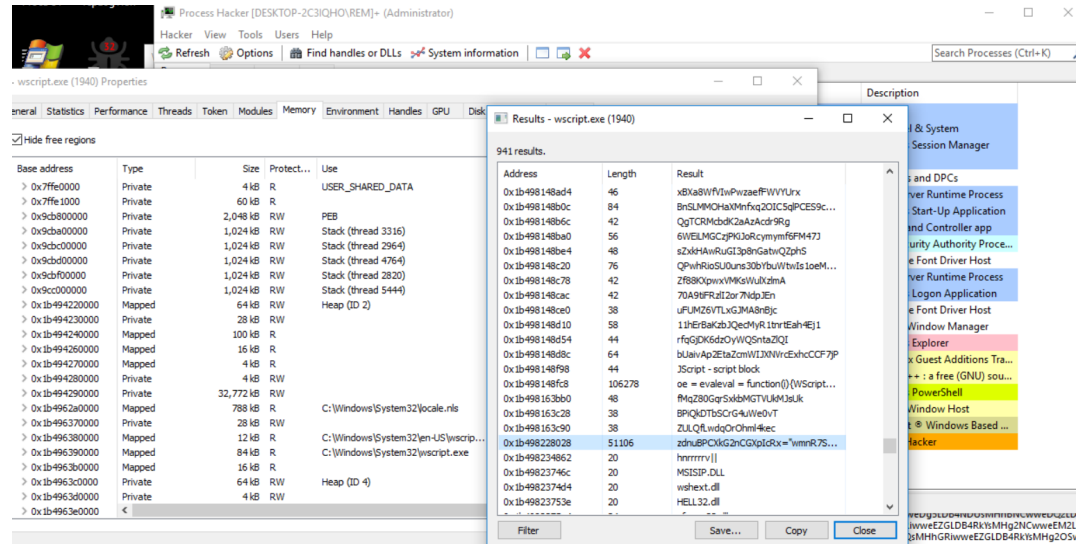 Process Hacker [DESKTOP-2C3IQHO\REM]+ (Administrator)
Hacker View Tools Users Help
Refresh Options Find handles or DLLs System information Search Processes (Ctrl+K)
- wscript.exe (1940) Properties
eneral Statistics Performance Threads Token Modules Memory Environment Handles GPU Disk
Hide free regions
Base address Type Size Protect... Use
0x7ffe0000 Private 4 kB R USER_SHARED_DATA
0x7ffe1000 Private 60 kB R
0x9cb800000 Private 2,048 kB RW PEB
0x9cba00000 Private 1,024 kB RW Stack (thread 3316)
0x9cbc00000 Private 1,024 kB RW Stack (thread 2964)
0x9cbd00000 Private 1,024 kB RW Stack (thread 4764)
0x9cbf00000 Private 1,024 kB RW Stack (thread 2820)
0x9cc000000 Private 1,024 kB RW Stack (thread 5444)
0x1b494220000 Mapped 64 kB RW Heap (ID 2)
0x1b494230000 Private 28 kB RW
0x1b494240000 Mapped 100 kB R
0x1b494260000 Mapped 16 kB R
0x1b494270000 Mapped 4 kB R
0x1b494280000 Private 4 kB RW
0x1b494290000 Private 32,772 kB RW
0x1b4962a0000 Mapped 788 kB R C:\Windows\System32\locale.nls
0x1b496370000 Private 28 kB RW
0x1b496380000 Mapped 12 kB R C:\Windows\System32\en-US\wscrip...
0x1b496390000 Mapped 84 kB R C:\Windows\System32\wscript.exe
0x1b4963b0000 Mapped 16 kB R
0x1b4963c0000 Private 64 kB RW Heap (ID 4)
0x1b4963d0000 Private 4 kB RW
0x1b4963e0000
Results - wscript.exe (1940)
941 results.
Address Length Result
0x1b498148ad4 46 xBXa8WfVIwPwzaefFWVYUrx
0x1b498148b0c 84 BnSLMMOHaXMnfxq2OIC5qlPCES9c...
0x1b498148b6c 42 QgTCRMcbdK2aAzAcdr9Rg
0x1b498148ba0 56 6WEiLMGCzjPKiJoRcymymf6FM47J
0x1b498148be4 48 sZxkHAwRuGI3p8nGatwQZphS
0x1b498148c20 76 QPwhRioSU0uns30bYbuWtwIs1oeM...
0x1b498148c78 42 Zf88KXpwxVMKsWulXzlmA
0x1b498148cac 42 70A9tiFRzlI2or7NdpJEn
0x1b498148ce0 38 uFUMZ6VTLxGJMA8nBjc
0x1b498148d10 58 11hErBaKzbJQecMyR1tnrtEah4Ej1
0x1b498148d54 44 rfqGjDK6dzOyWQSntaZlQI
0x1b498148d8c 64 bUaivAp2EtaZcmWIJXNVrcExhcCCF7jP
0x1b498148f98 44 JScript - script block
0x1b498148fc8 106278 oe = evaleval = function(i){WScript...
0x1b498163bb0 48 fMqZ80GqrSxkbMGTVUkMJsUk
0x1b498163c28 38 BPiQkDTbSCrG4uWe0vT
0x1b498163c90 38 ZULQfLwdqOrOhml4kec
0x1b498228028 51106 zdnuBPCXkG2nCGXpIcRx="wmnR7S...
0x1b498234862 20 hnrrrrrv||
0x1b49823746c 20 MSISIP.DLL
0x1b4982374d4 20 wshext.dll
0x1b49823753e 20 HELL32.dll
Filter Save... Copy Close
Description
l & System
Session Manager
s and DPCs
ver Runtime Process
Start-Up Application
and Controller app
urity Authority Proce...
e Font Driver Host
ver Runtime Process
Logon Application
e Font Driver Host
Window Manager
Explorer
x Guest Additions Tra...
++ : a free (GNU) sou...
PowerShell
Window Host
t ® Windows Based ...
Hacker